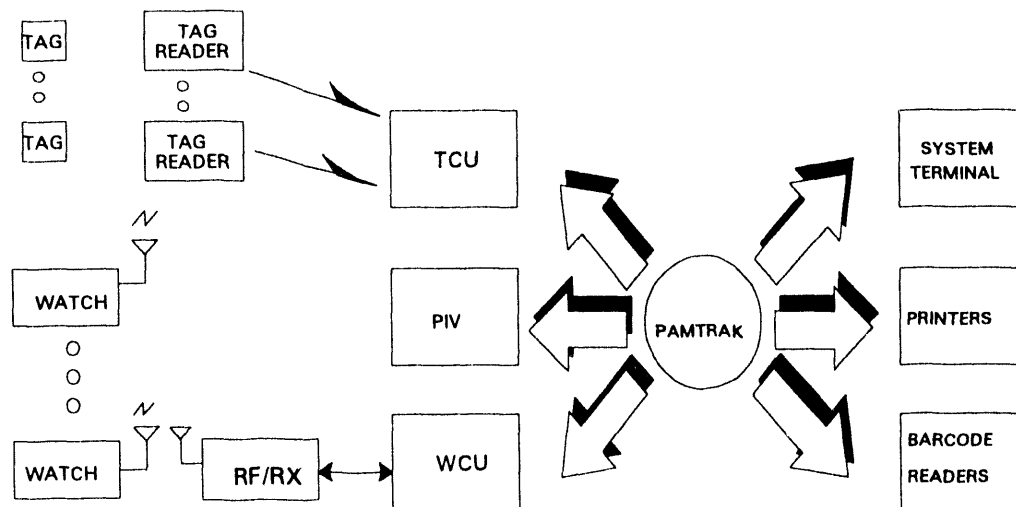 TAG
TAG
READER
TAG
TAG
READER
TCU
SYSTEM
TERMINAL
WATCH
PIV
PAMTRAK
PRINTERS
WATCH
RF/RX
WCU
BARCODE
READERS